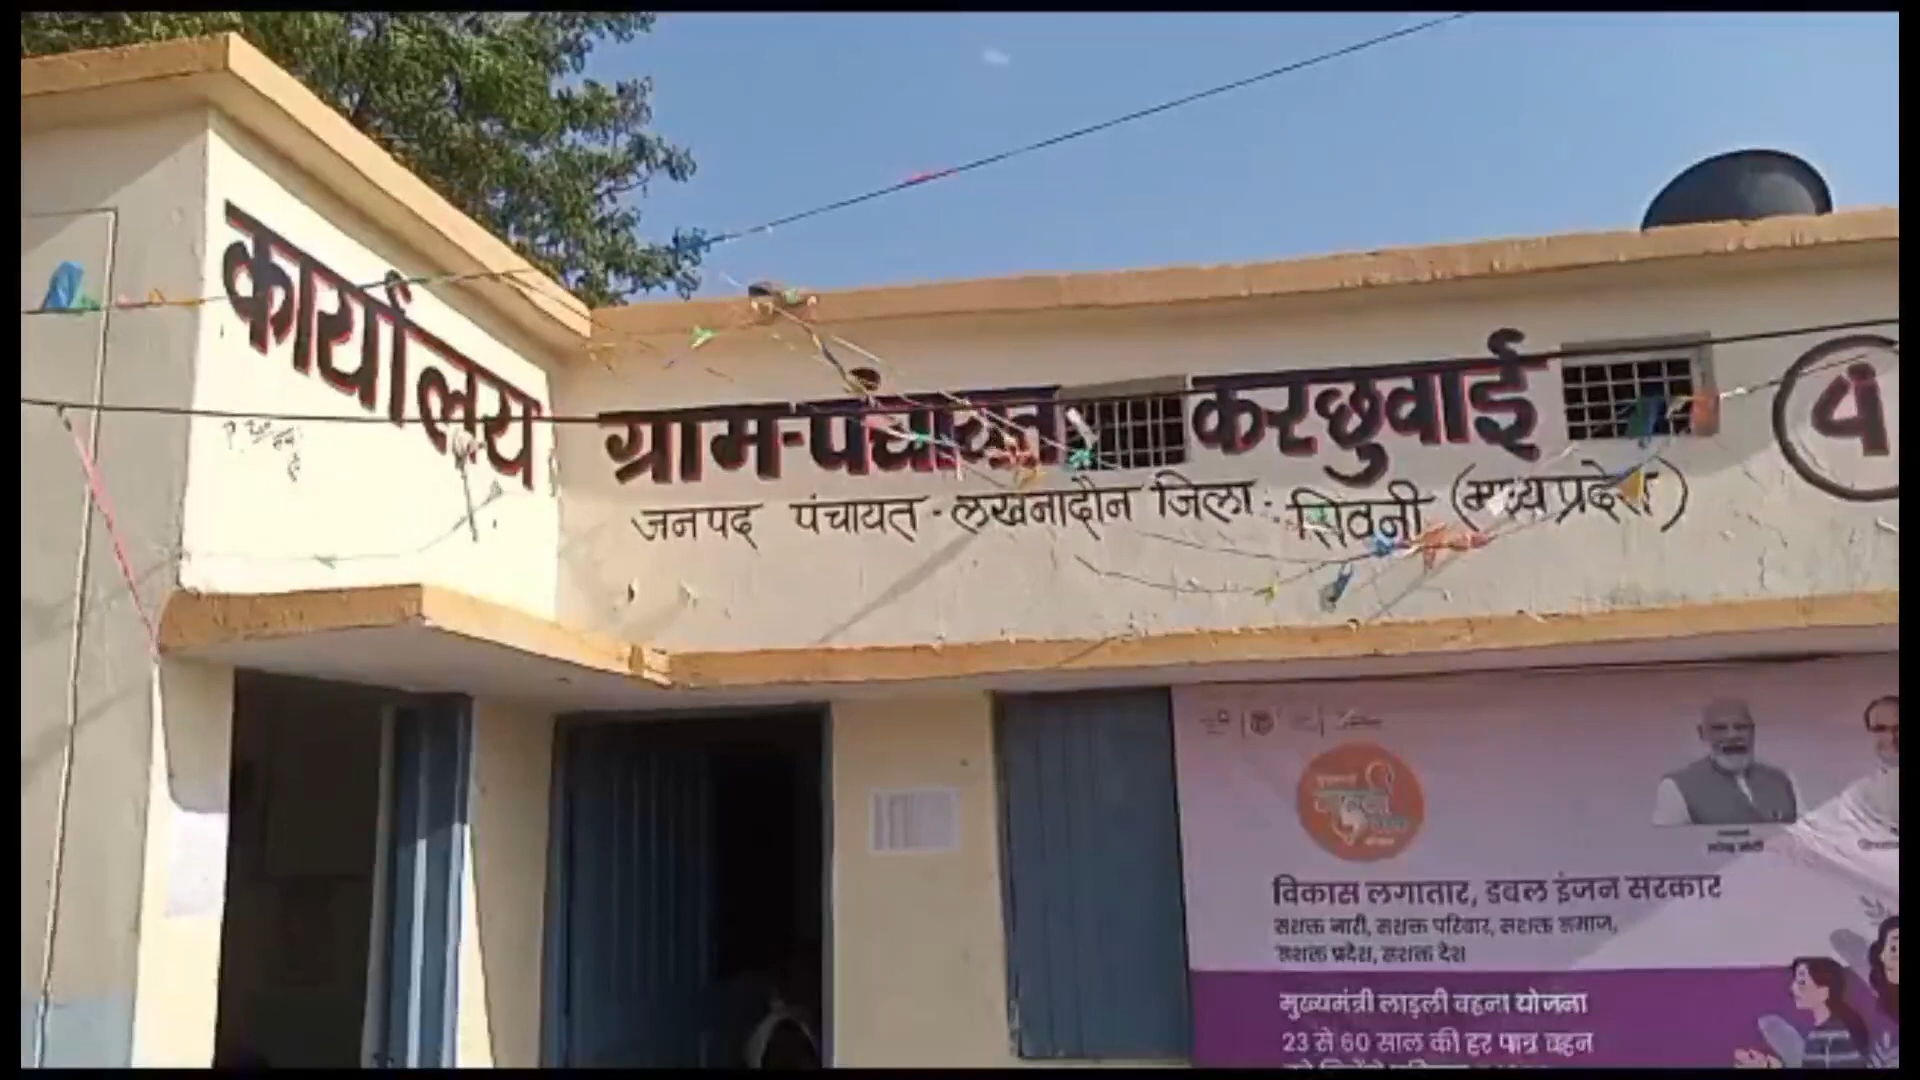 कार्यालय
ग्राम-पंचायत करछुवाई
जनपद पंचायत - लखनादौन जिला - सिवनी (मध्यप्रदेश)
विकास लगातार, डबल इंजन सरकार
सशक्त नारी, सशक्त परिवार, सशक्त समाज,
सशक्त प्रदेश, सशक्त देश
मुख्यमंत्री लाड़ली बहना योजना
23 से 60 साल की हर पात्र बहन